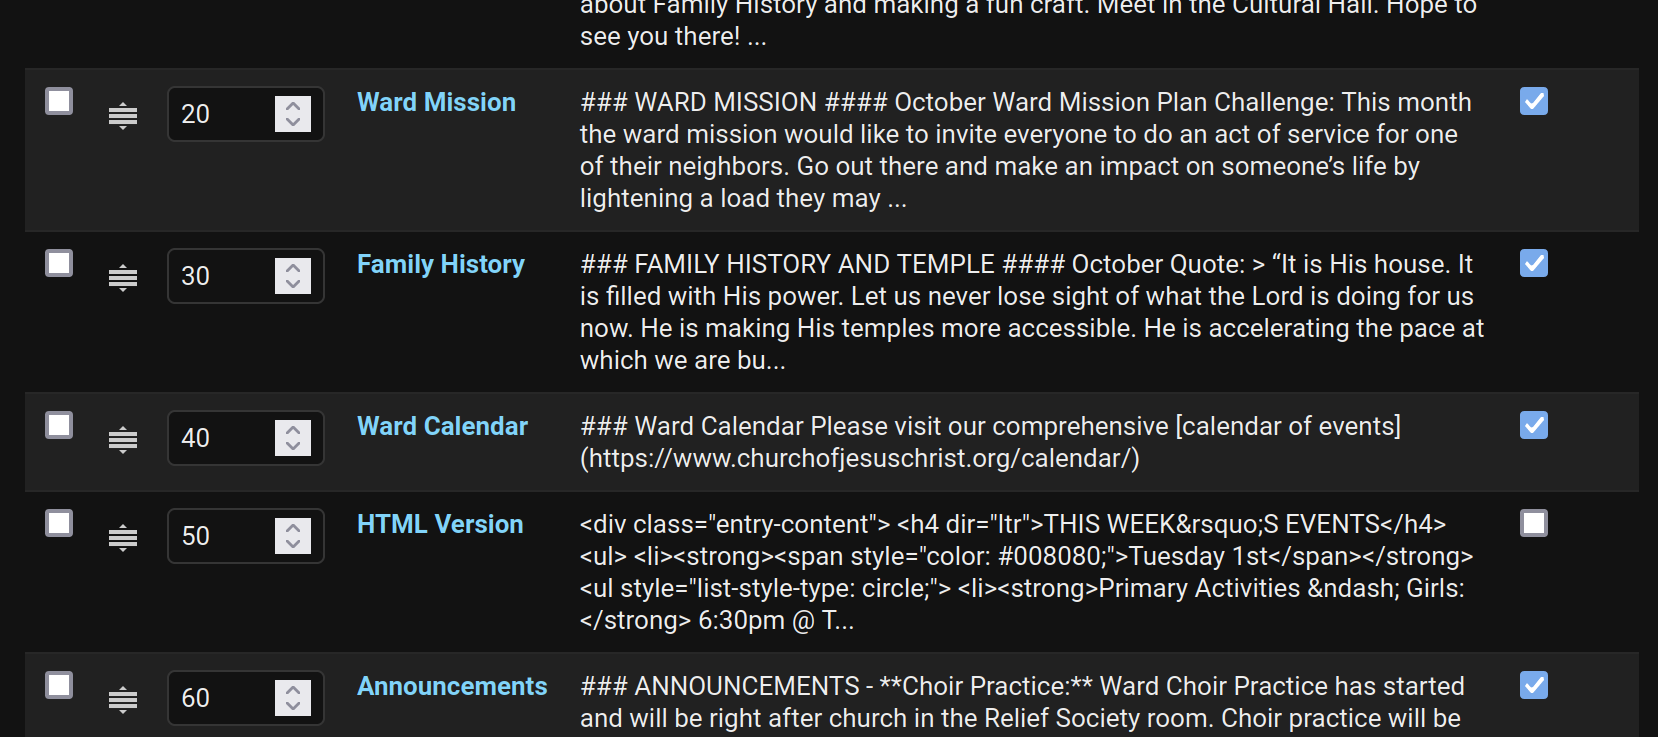 about Family History and making a fun craft. Meet in the Cultural Hall. Hope to
see you there! ...
20
Ward Mission
### WARD MISSION #### October Ward Mission Plan Challenge: This month
the ward mission would like to invite everyone to do an act of service for one
of their neighbors. Go out there and make an impact on someone’s life by
lightening a load they may ...
30
Family History
### FAMILY HISTORY AND TEMPLE #### October Quote: > “It is His house. It
is filled with His power. Let us never lose sight of what the Lord is doing for us
now. He is making His temples more accessible. He is accelerating the pace at
which we are bu...
40
Ward Calendar
### Ward Calendar Please visit our comprehensive [calendar of events]
(https://www.churchofjesuschrist.org/calendar/)
50
HTML Version
<div class="entry-content"> <h4 dir="ltr">THIS WEEK&rsquo;S EVENTS</h4>
<ul> <li><strong><span style="color: #008080;">Tuesday 1st</span></strong>
<ul style="list-style-type: circle;"> <li><strong>Primary Activities &ndash; Girls:
</strong> 6:30pm @ T...
60
Announcements
### ANNOUNCEMENTS - **Choir Practice:** Ward Choir Practice has started
and will be right after church in the Relief Society room. Choir practice will be